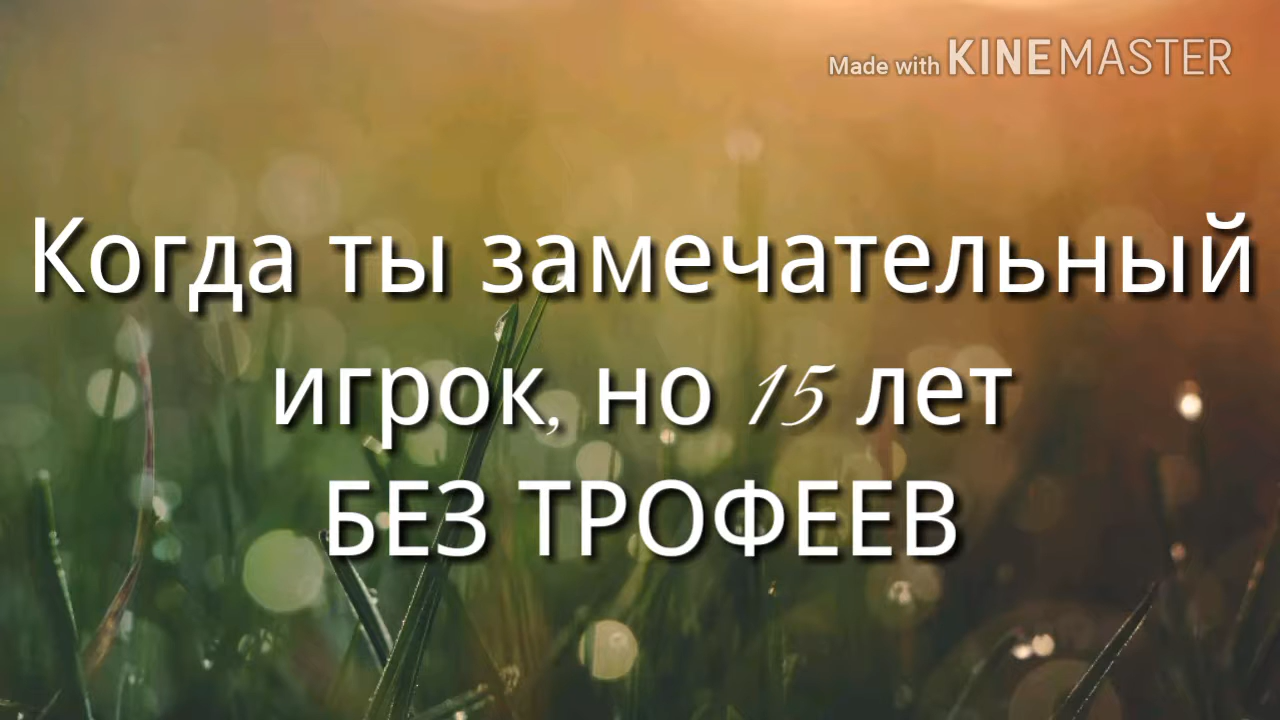 Made with KINEMASTER
Когда ты замечательный
игрок, но 15 лет
БЕЗ ТРОФЕЕВ